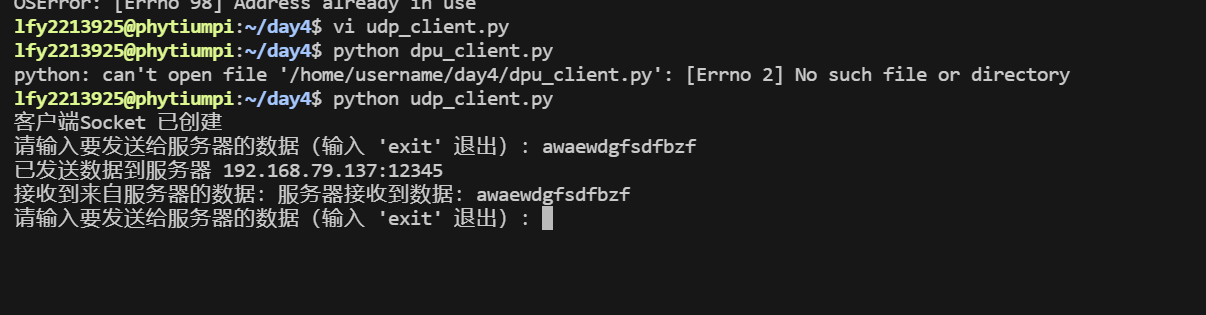 OSError: [Errno 98] Address already in use
lfy2213925@phytiumpi:~/day4$ vi udp_client.py
lfy2213925@phytiumpi:~/day4$ python dpu_client.py
python: can't open file '/home/username/day4/dpu_client.py': [Errno 2] No such file or directory
lfy2213925@phytiumpi:~/day4$ python udp_client.py
客户端Socket 已创建
请输入要发送给服务器的数据（输入 'exit' 退出）: awaewdgfsdfbzf
已发送数据到服务器 192.168.79.137:12345
接收到来自服务器的数据: 服务器接收到数据: awaewdgfsdfbzf
请输入要发送给服务器的数据（输入 'exit' 退出）: